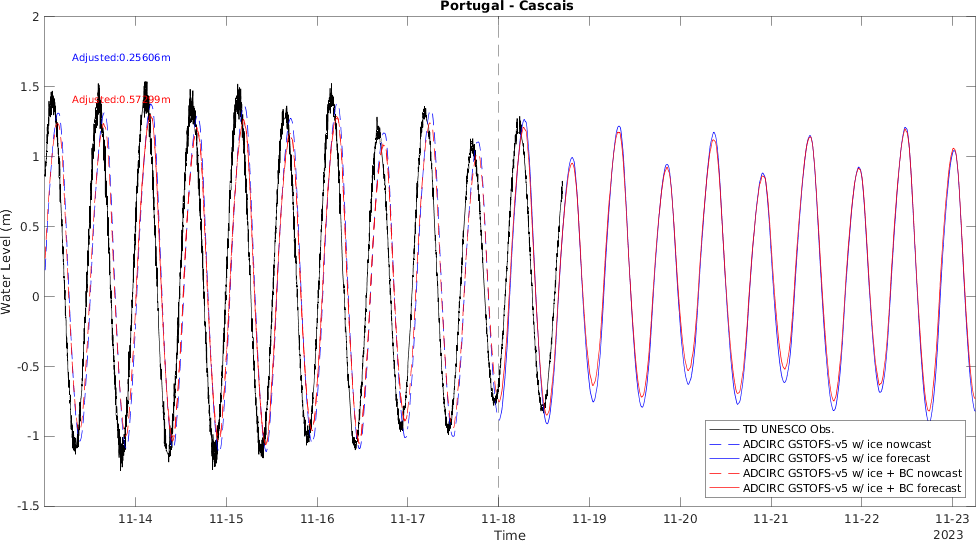 Portugal - Cascais
2
1.5
1
0.5
0
-0.5
-1
-1.5
Water Level (m)
Adjusted:0.25606m
TD UNESCO Obs.
ADCIRC GSTOFS-v5 w/ ice nowcast
ADCIRC GSTOFS-v5 w/ ice forecast
ADCIRC GSTOFS-v5 w/ ice + BC nowcast
ADCIRC GSTOFS-v5 w/ ice + BC forecast
11-14 11-15 11-16 11-17 11-18 11-19 11-20 11-21 11-22 11-23
Time
2023